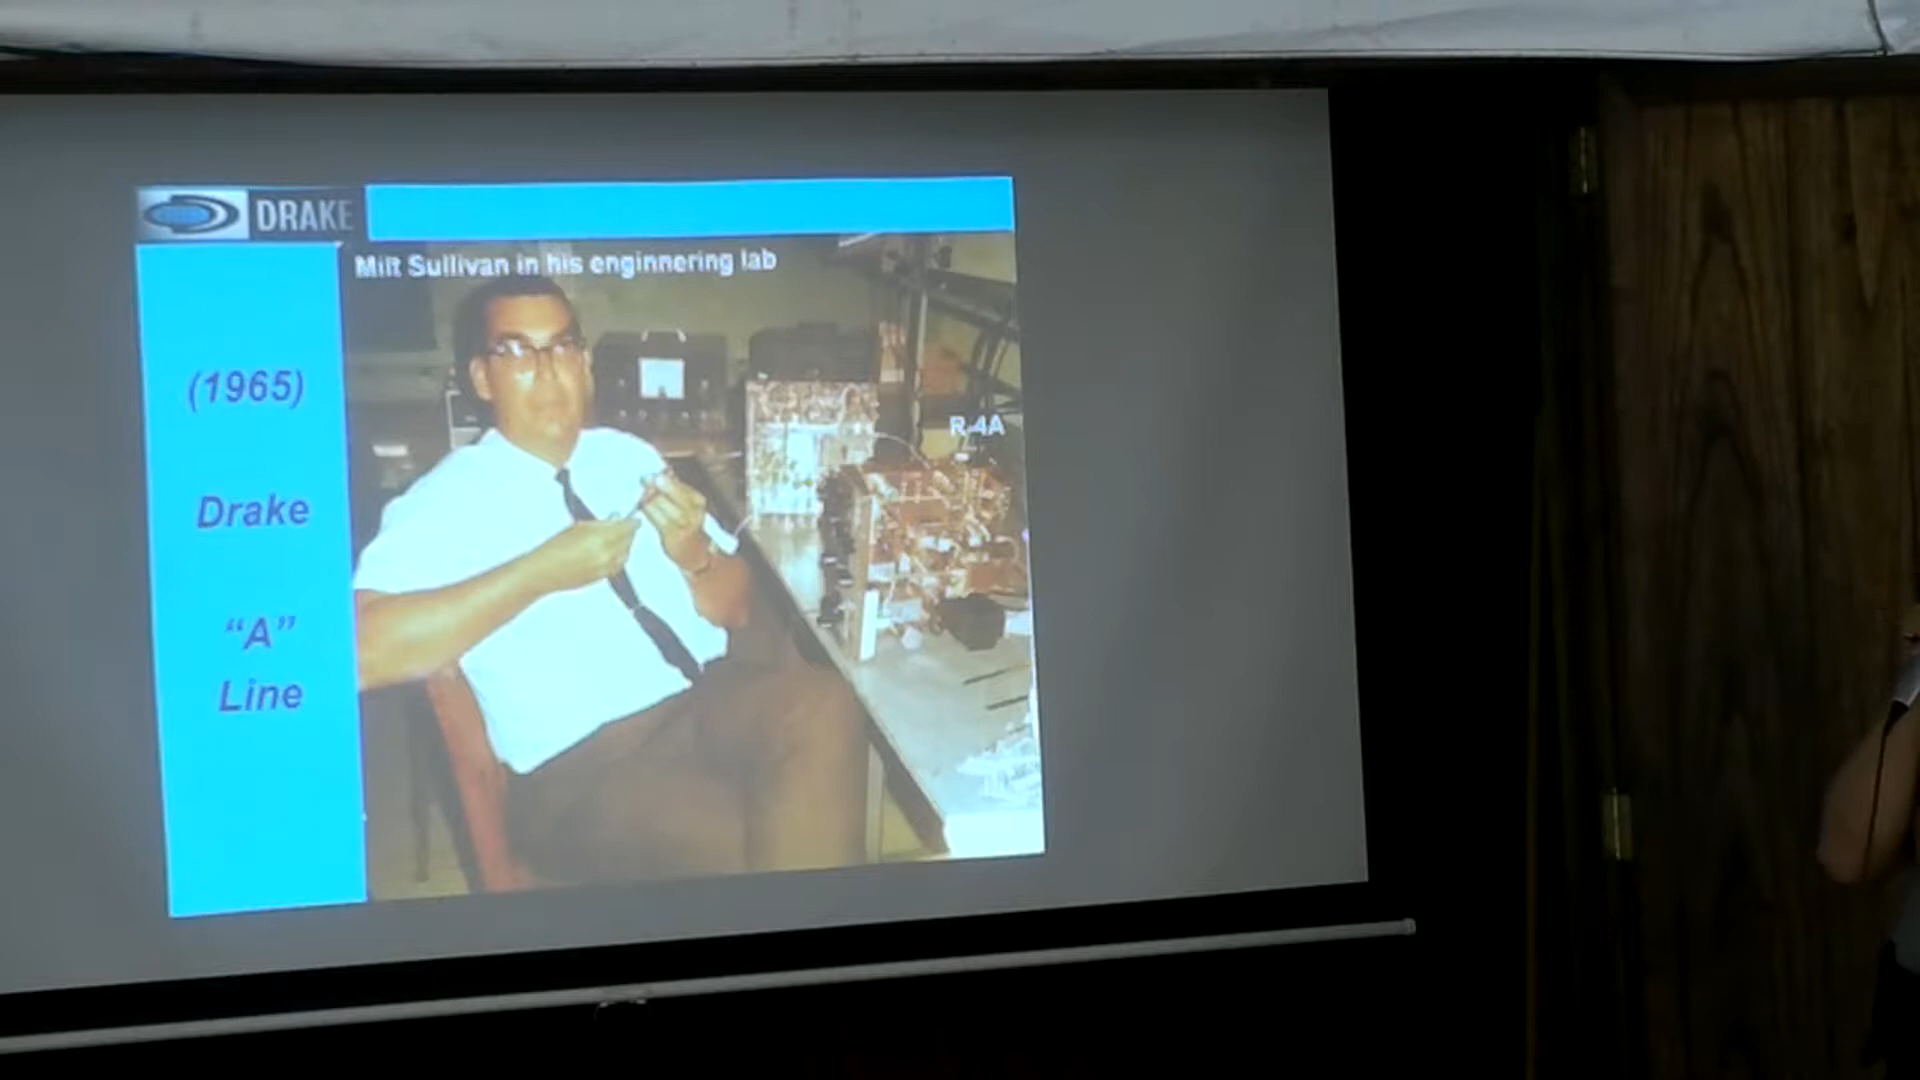 DRAKE
Milt Sullivan in his enginnering lab
(1965)
Drake
“A”
Line
R-4A